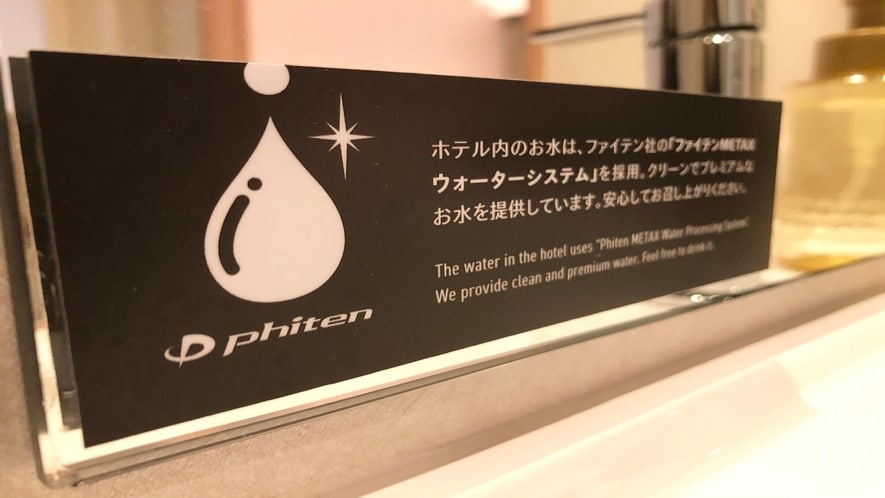 ホテル内のお水は、ファイテン社の「ファイテンMETAX
ウォーターシステム」を採用。クリーンでプレミアムな
お水を提供しています。安心してお召し上がりください。
The water in the hotel uses "Phiten METAX Water Processing System".
We provide clean and premium water. Feel free to drink it.
phiten